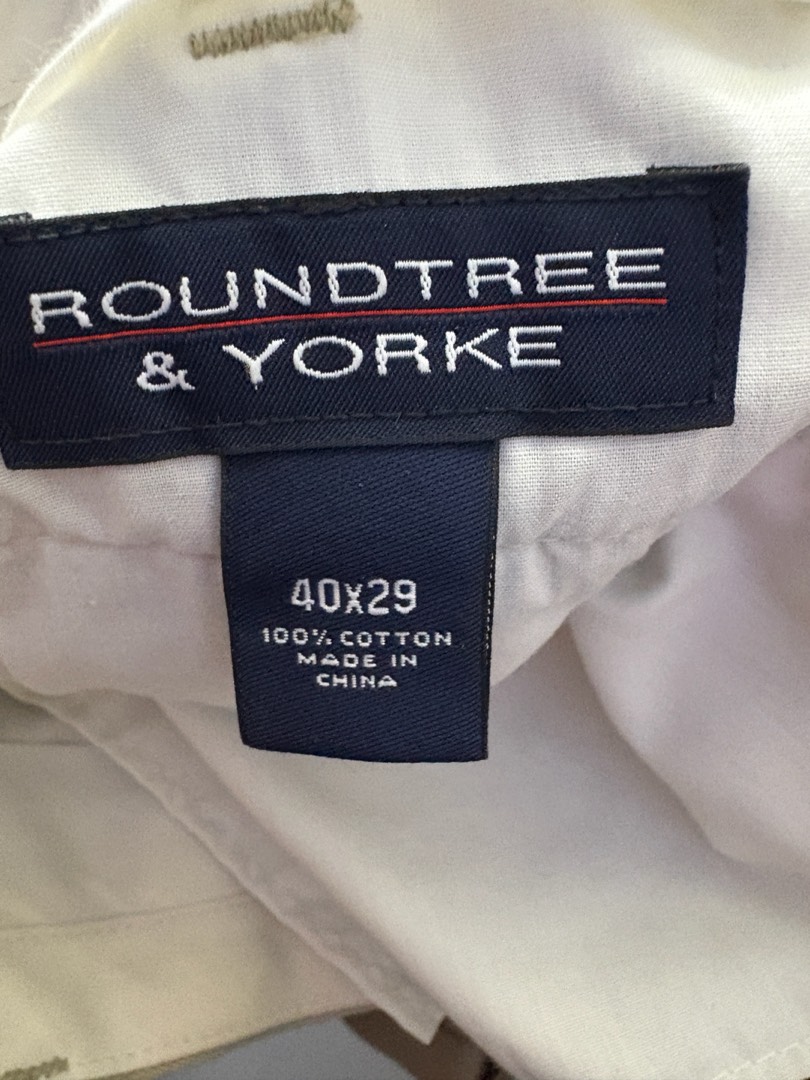 ROUNDTREE
& YORKE
40X29
100% COTTON
MADE IN
CHINA